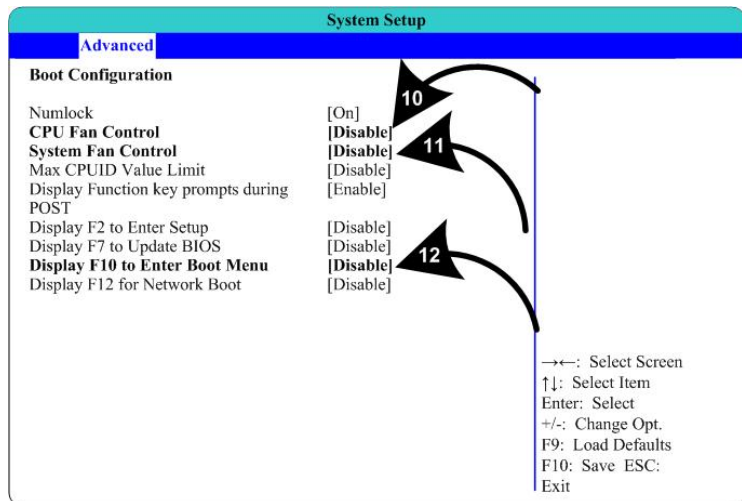 System Setup
Advanced
Boot Configuration
Numlock [On]
CPU Fan Control [Disable]
System Fan Control [Disable]
Max CPUID Value Limit [Disable]
Display Function key prompts during [Enable]
POST
Display F2 to Enter Setup [Disable]
Display F7 to Update BIOS [Disable]
Display F10 to Enter Boot Menu [Disable]
Display F12 for Network Boot [Disable]
10
11
12
→←: Select Screen
↑↓: Select Item
Enter: Select
+/-: Change Opt.
F9: Load Defaults
F10: Save ESC:
Exit